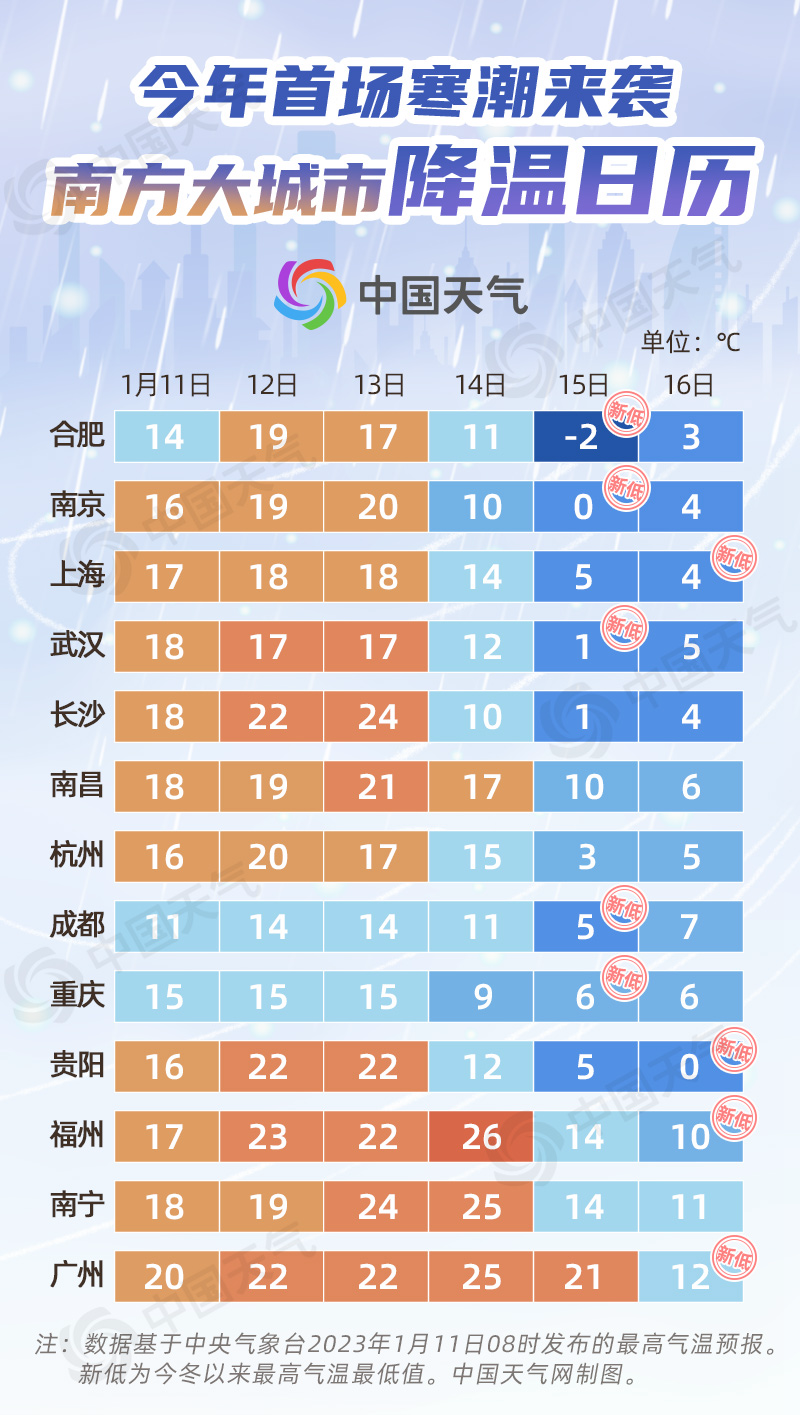 今年首场寒潮来袭
南方大城市降温日历
中国天气
单位：℃
1月11日 12日 13日 14日 15日 16日
合肥 14 19 17 11 -2 新低 3
南京 16 19 20 10 0 新低 4
上海 17 18 18 14 5 4 新低
武汉 18 17 17 12 1 新低 5
长沙 18 22 24 10 1 4
南昌 18 19 21 17 10 6
杭州 16 20 17 15 3 5
成都 11 14 14 11 5 新低 7
重庆 15 15 15 9 6 新低 6
贵阳 16 22 22 12 5 0 新低
福州 17 23 22 26 14 10 新低
南宁 18 19 24 25 14 11
广州 20 22 22 25 21 12 新低
注：数据基于中央气象台2023年1月11日08时发布的最高气温预报。
新低为今冬以来最高气温最低值。中国天气网制图。